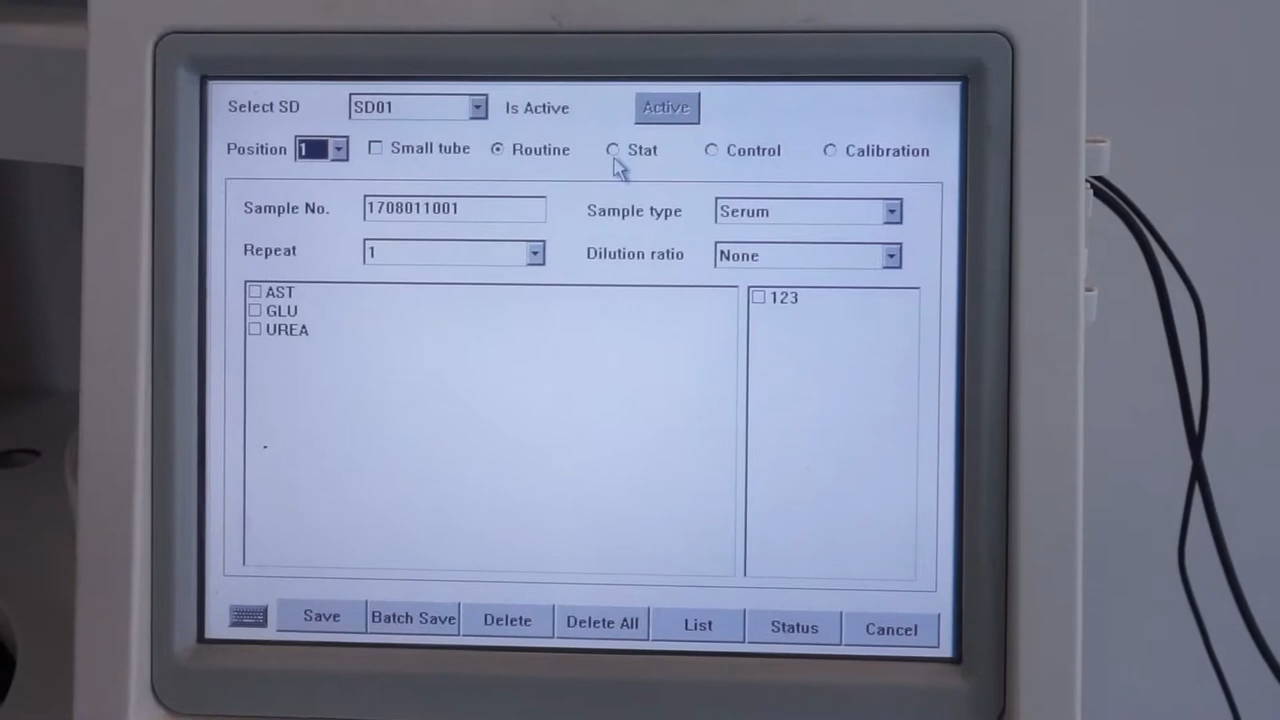 Select SD SD01 Is Active Active
Position 1 Small tube Routine Stat Control Calibration
Sample No. 1708011001 Sample type Serum
Repeat 1 Dilution ratio None
AST 123
GLU
UREA
Save Batch Save Delete Delete All List Status Cancel